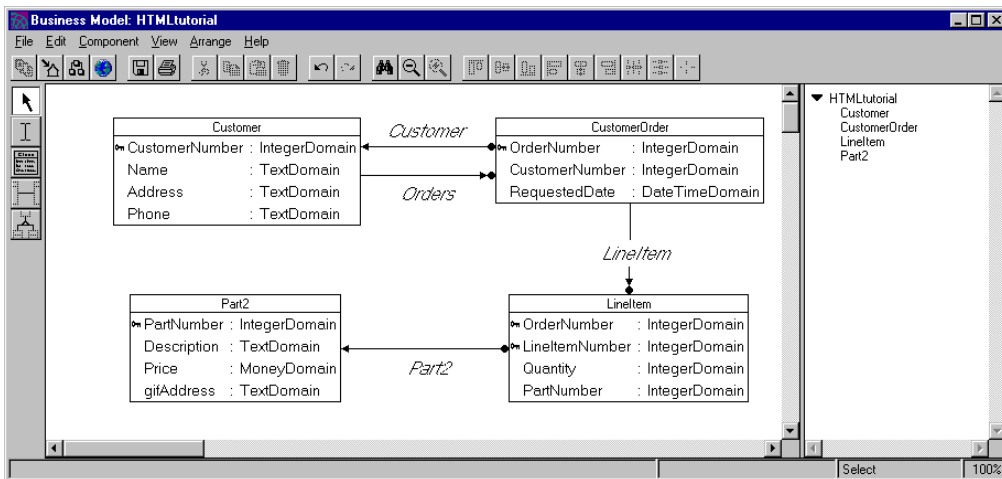 Business Model: HTMLtutorial
File Edit Component View Arrange Help
HTMLtutorial
Customer
CustomerOrder
LineItem
Part2
Customer
CustomerNumber : IntegerDomain
Name : TextDomain
Address : TextDomain
Phone : TextDomain
Customer
Orders
CustomerOrder
OrderNumber : IntegerDomain
CustomerNumber : IntegerDomain
RequestedDate : DateTimeDomain
LineItem
Part2
PartNumber : IntegerDomain
Description : TextDomain
Price : MoneyDomain
gifAddress : TextDomain
Part2
LineItem
OrderNumber : IntegerDomain
LineItemNumber : IntegerDomain
Quantity : IntegerDomain
PartNumber : IntegerDomain
Select 100%